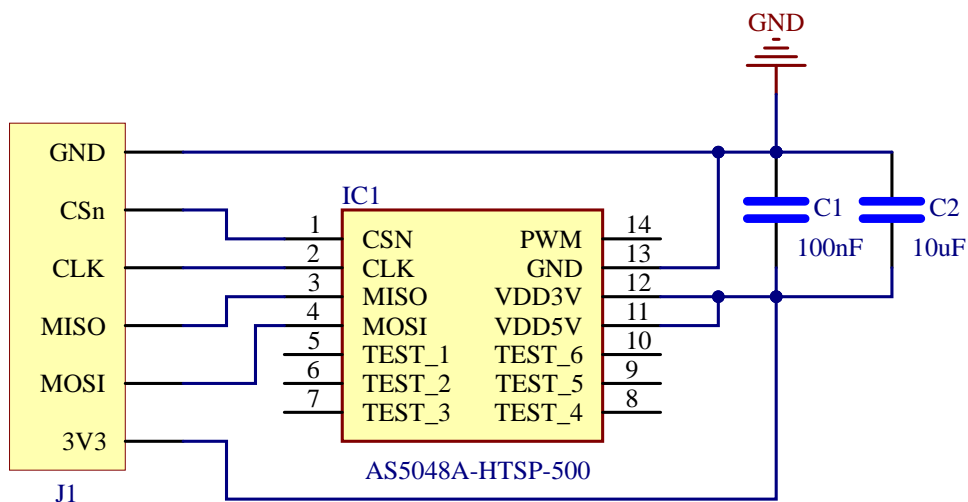 GND
GND
CSn
CLK
MISO
MOSI
3V3
J1
IC1
1 CSN PWM 14
2 CLK GND 13
3 MISO VDD3V 12
4 MOSI VDD5V 11
5 TEST_1 TEST_6 10
6 TEST_2 TEST_5 9
7 TEST_3 TEST_4 8
AS5048A-HTSP-500
C1
100nF
C2
10uF